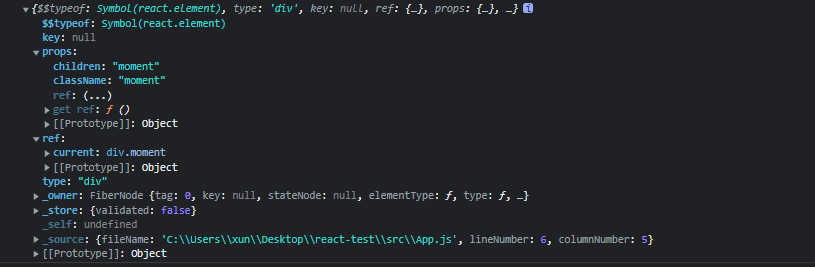 ▼{$$typeof: Symbol(react.element), type: 'div', key: null, ref: {…}, props: {…}, …} i
$$typeof: Symbol(react.element)
key: null
▼props:
children: "moment"
className: "moment"
ref: (...)
▶get ref: ƒ ()
▶[[Prototype]]: Object
▼ref:
▶current: div.moment
▶[[Prototype]]: Object
type: "div"
▶_owner: FiberNode {tag: 0, key: null, stateNode: null, elementType: ƒ, type: ƒ, …}
▶_store: {validated: false}
_self: undefined
▶_source: {fileName: 'C:\\Users\\xun\\Desktop\\react-test\\src\\App.js', lineNumber: 6, columnNumber: 5}
▶[[Prototype]]: Object